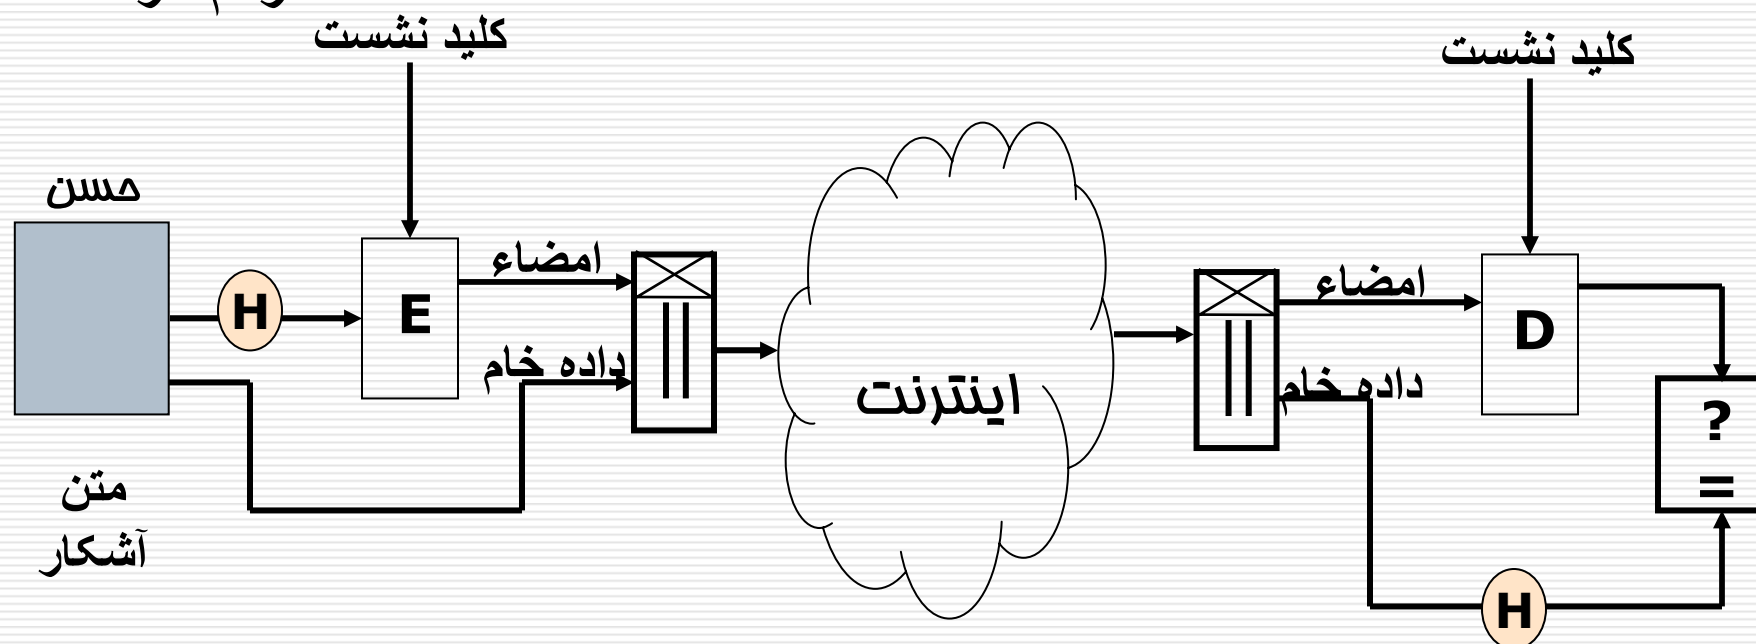 کلید نشست
کلید نشست
حسن
H
E
امضاء
داده خام
اینترنت
امضاء
داده خام
D
?
=
H
متن
آشکار